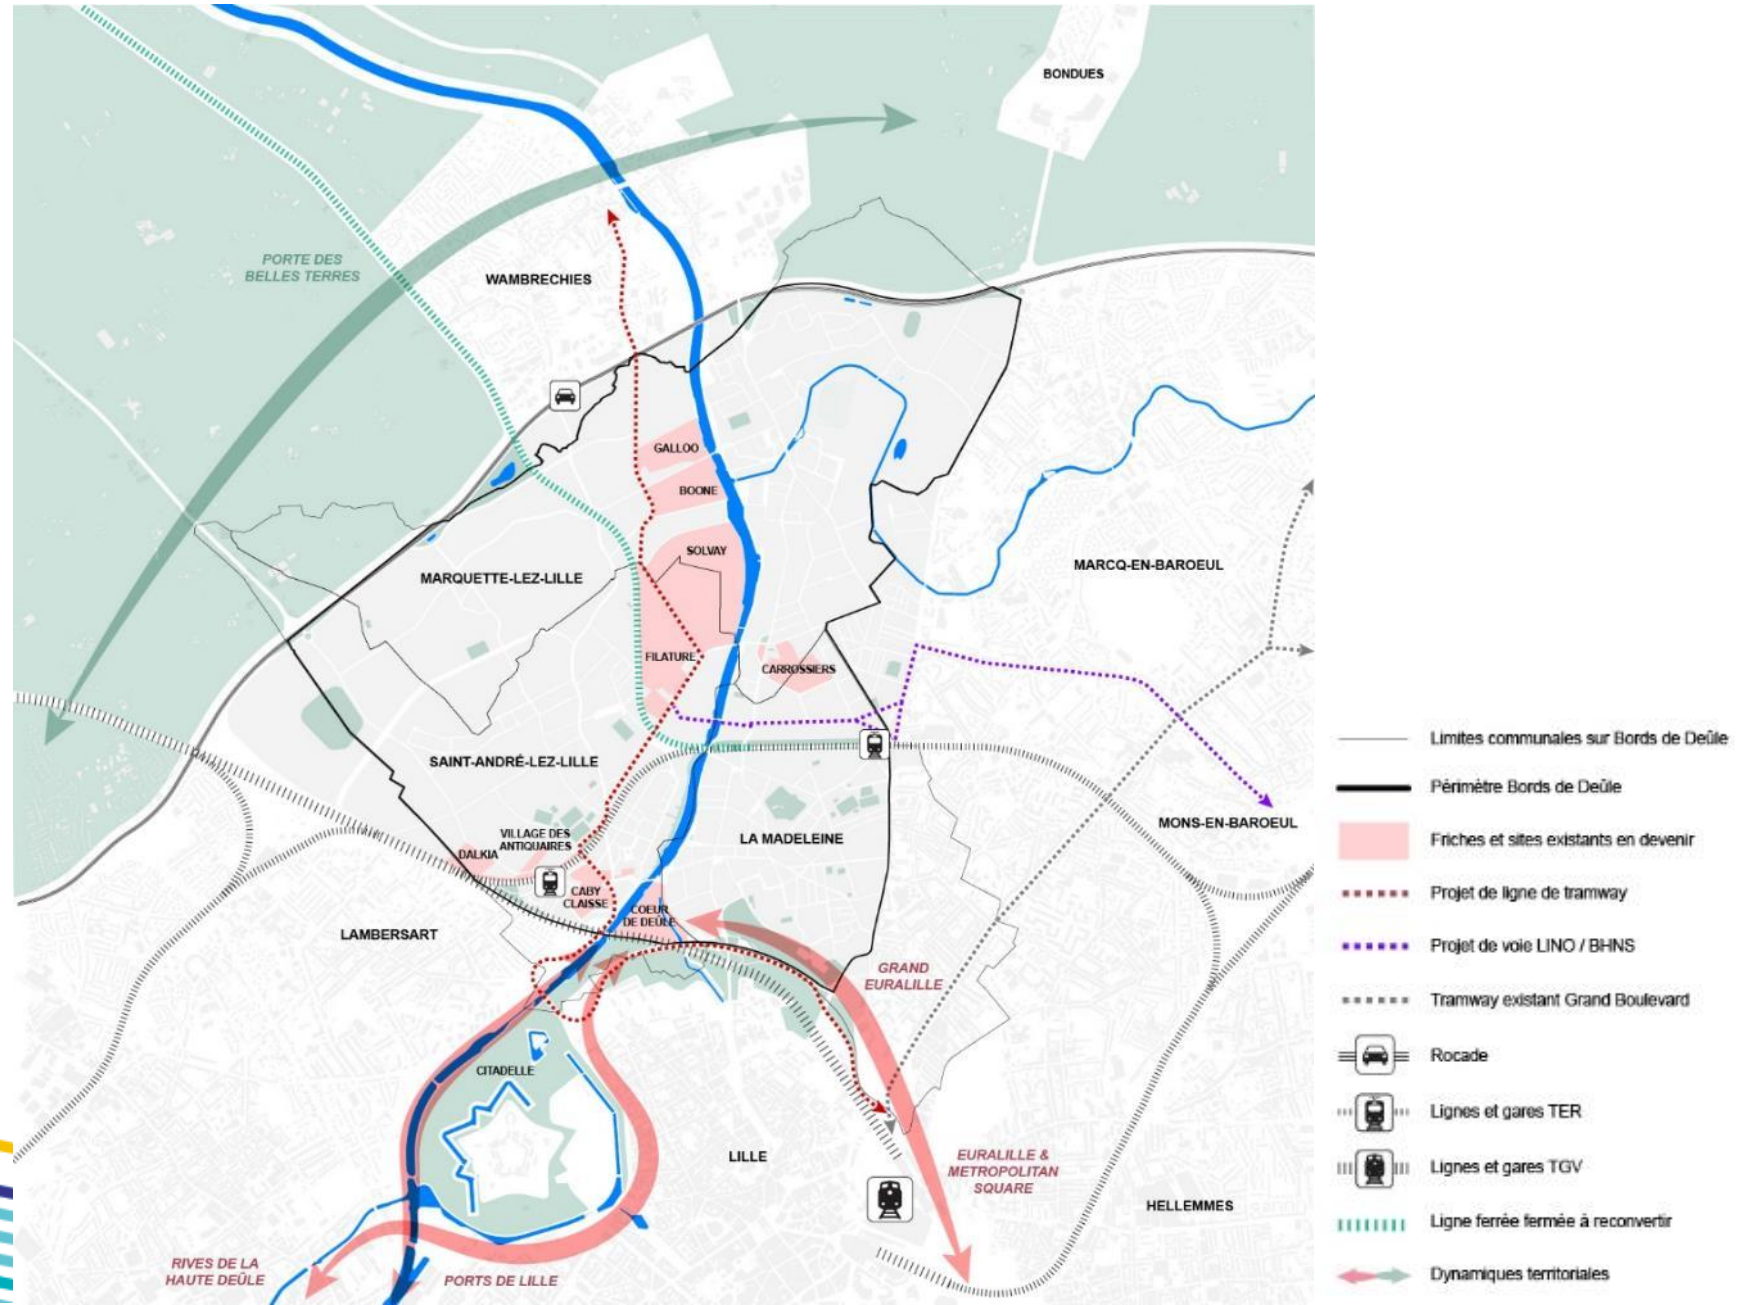 BONDUES
PORTE DES
BELLES TERRES
WAMBRECHIES
GALLOO
BOONE
SOLVAY
MARQUETTE-LEZ-LILLE
MARCQ-EN-BAROEUL
FILATURE
CARROSSIERS
SAINT-ANDRÉ-LEZ-LILLE
VILLAGE DES
ANTIQUAIRES
LA MADELEINE
MONS-EN-BAROEUL
DALKIA
CABY
CLAISSE
COEUR
DE DEÛLE
LAMBERSART
GRAND
EURALILLE
CITADELLE
LILLE
EURALILLE &
METROPOLITAN
SQUARE
HELLEMMES
RIVES DE LA
HAUTE DEÛLE
PORTS DE LILLE
Limites communales sur Bords de Deûle
Périmètre Bords de Deûle
Friches et sites existants en devenir
Projet de ligne de tramway
Projet de voie LINO / BHNS
Tramway existant Grand Boulevard
Rocade
Lignes et gares TER
Lignes et gares TGV
Ligne ferrée fermée à reconvertir
Dynamiques territoriales